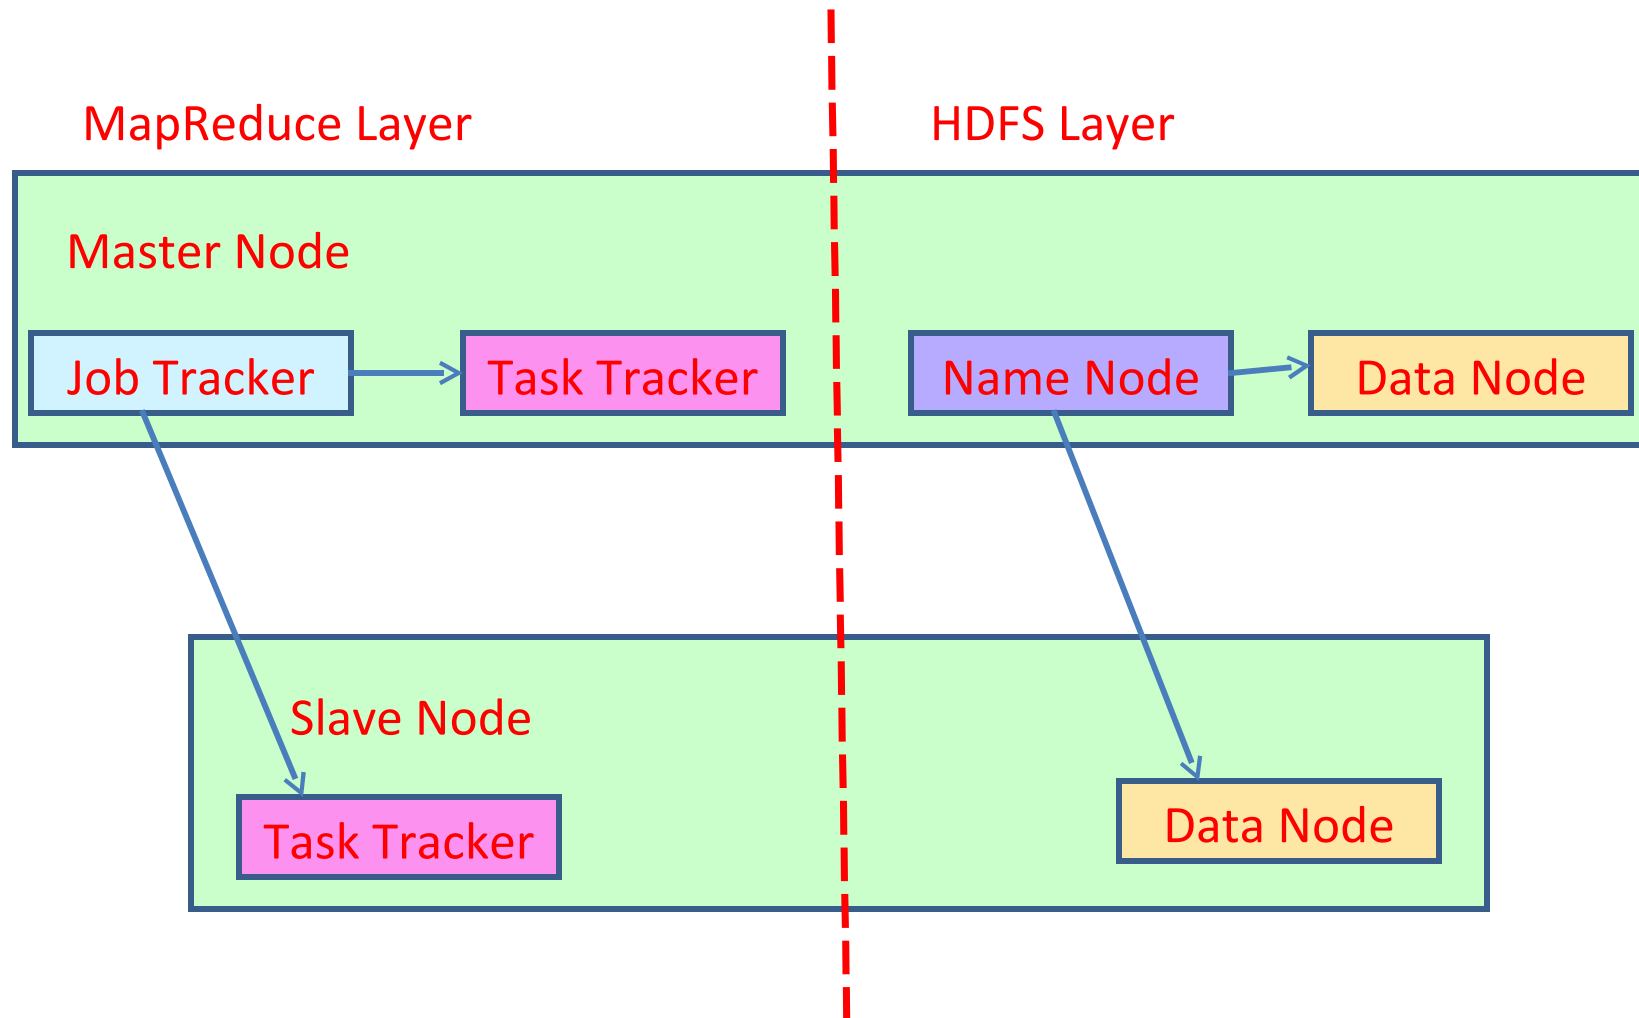 MapReduce Layer
HDFS Layer
Master Node
Job Tracker
Task Tracker
Name Node
Data Node
Slave Node
Task Tracker
Data Node